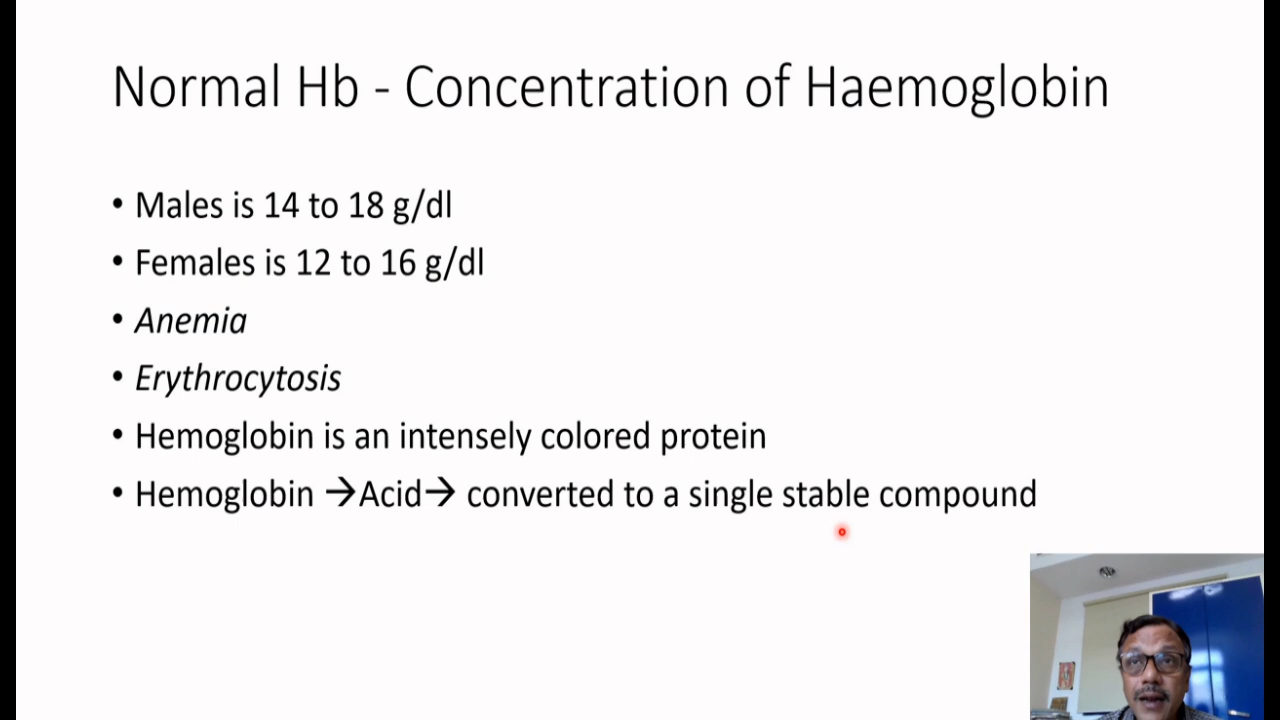 Normal Hb - Concentration of Haemoglobin
• Males is 14 to 18 g/dl
• Females is 12 to 16 g/dl
• Anemia
• Erythrocytosis
• Hemoglobin is an intensely colored protein
• Hemoglobin →Acid→ converted to a single stable compound